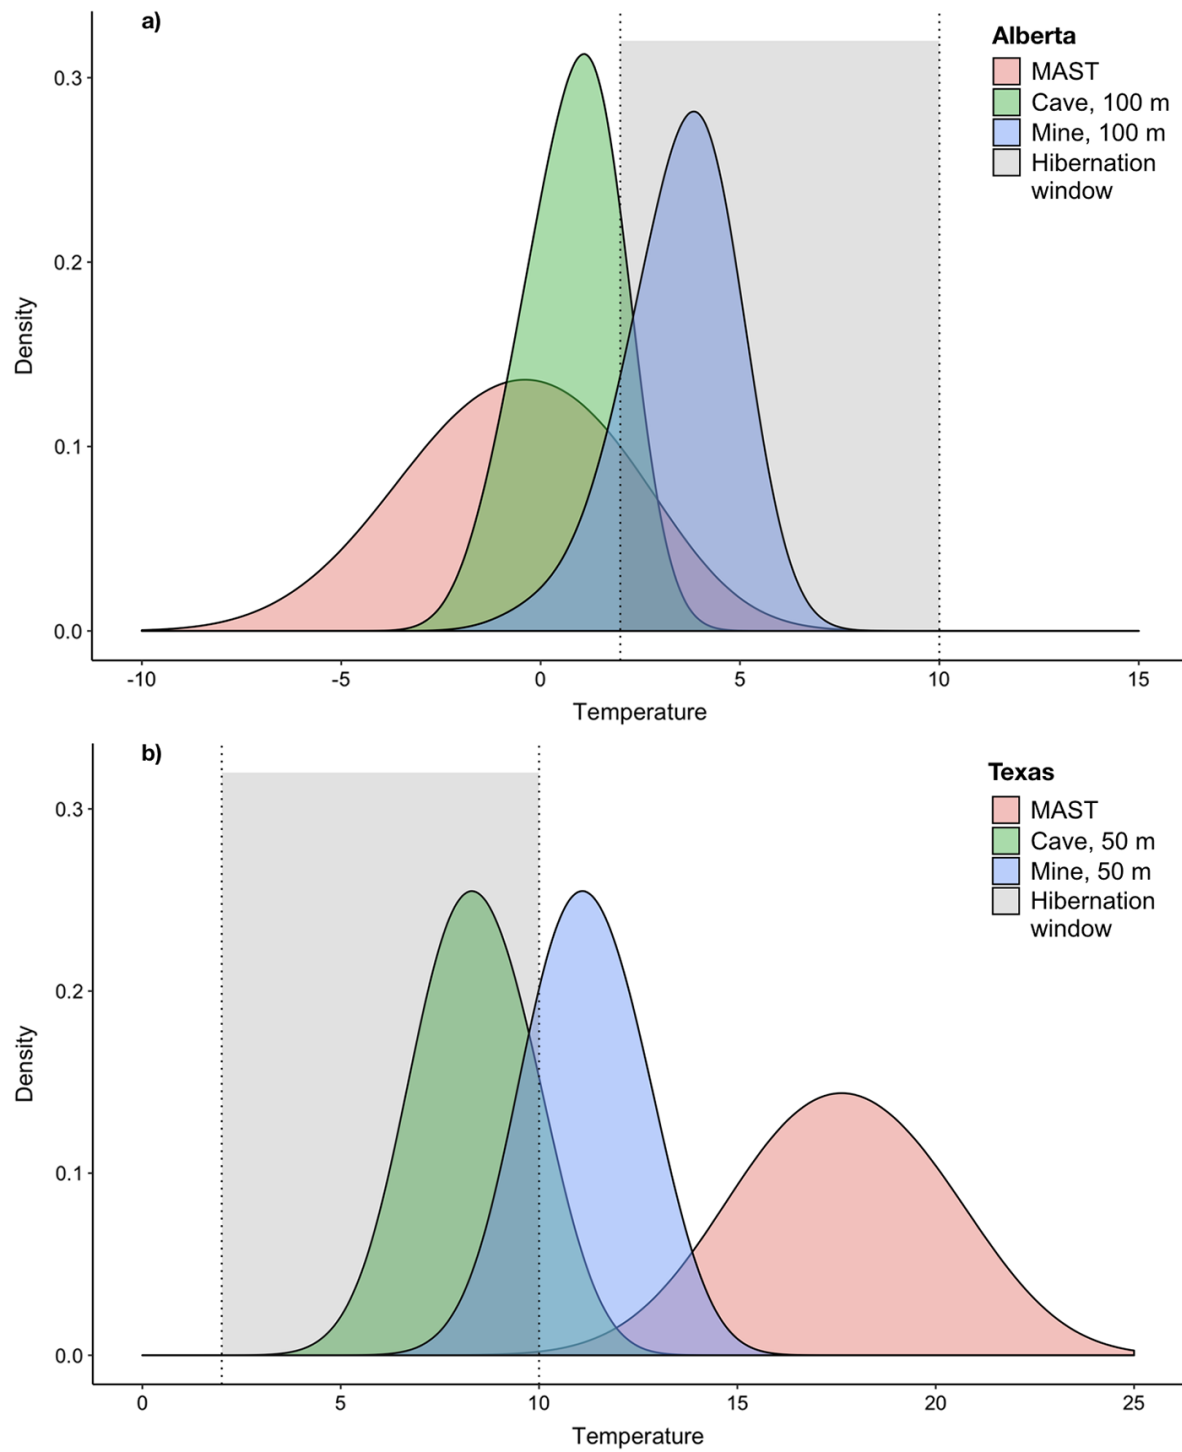 a)
Alberta
MAST
Cave, 100 m
Mine, 100 m
Hibernation
window
0.3
0.2
0.1
0.0
Density
-10 -5 0 5 10 15
Temperature
b)
Texas
MAST
Cave, 50 m
Mine, 50 m
Hibernation
window
0.3
0.2
0.1
0.0
Density
0 5 10 15 20 25
Temperature